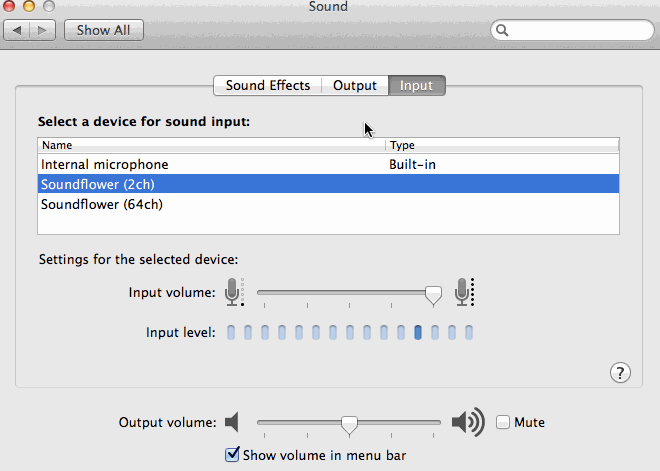 Sound
Show All
Sound Effects Output Input
Select a device for sound input:
Name Type
Internal microphone Built-in
Soundflower (2ch)
Soundflower (64ch)
Settings for the selected device:
Input volume:
Input level:
?
Output volume: Mute
Show volume in menu bar